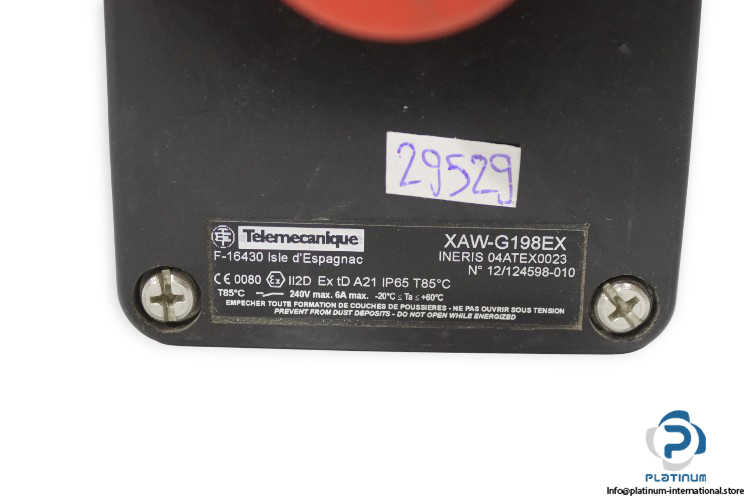 29529
Telemecanique
F-16430 Isle d'Espagnac
XAW-G198EX
INERIS 04ATEX0023
N° 12/124598-010
CE 0080 Ex II2D Ex tD A21 IP65 T85°C
T85°C 240V max. 6A max. -20°C ≤ Ta ≤ +60°C
EMPECHER TOUTE FORMATION DE COUCHES DE POUSSIERES - NE PAS OUVRIR SOUS TENSION
PREVENT FROM DUST DEPOSITS - DO NOT OPEN WHILE ENERGIZED
PLATINUM
Info@platinum-international.store